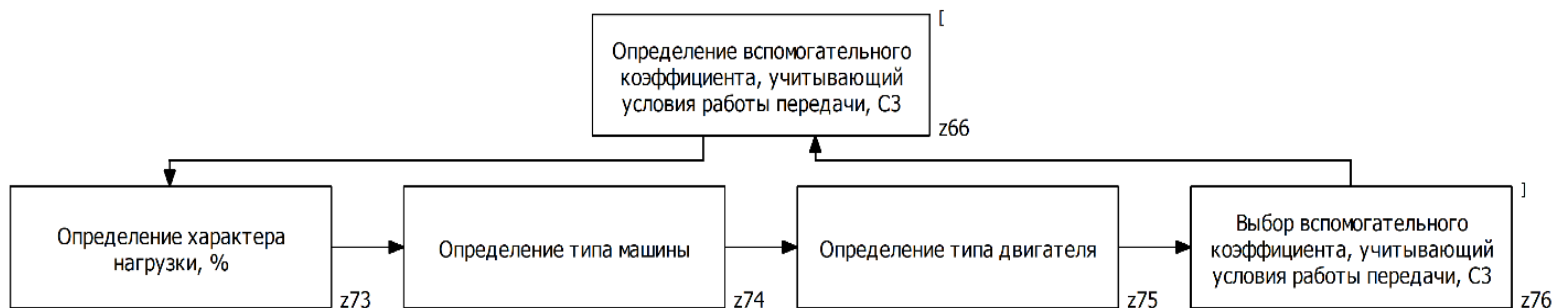 [
Определение вспомогательного
коэффициента, учитывающий
условия работы передачи, С3
z66
Определение характера
нагрузки, %
z73
Определение типа машины
z74
Определение типа двигателя
z75
]
Выбор вспомогательного
коэффициента, учитывающий
условия работы передачи, С3
z76